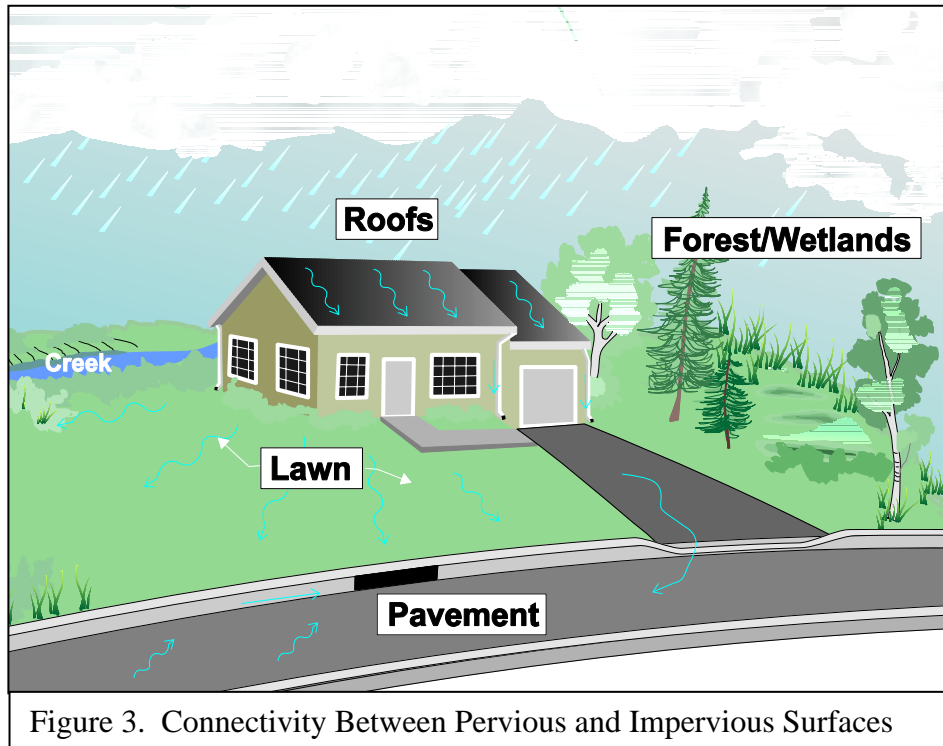 Roofs
Forest/Wetlands
Creek
Lawn
Pavement
Figure 3. Connectivity Between Pervious and Impervious Surfaces